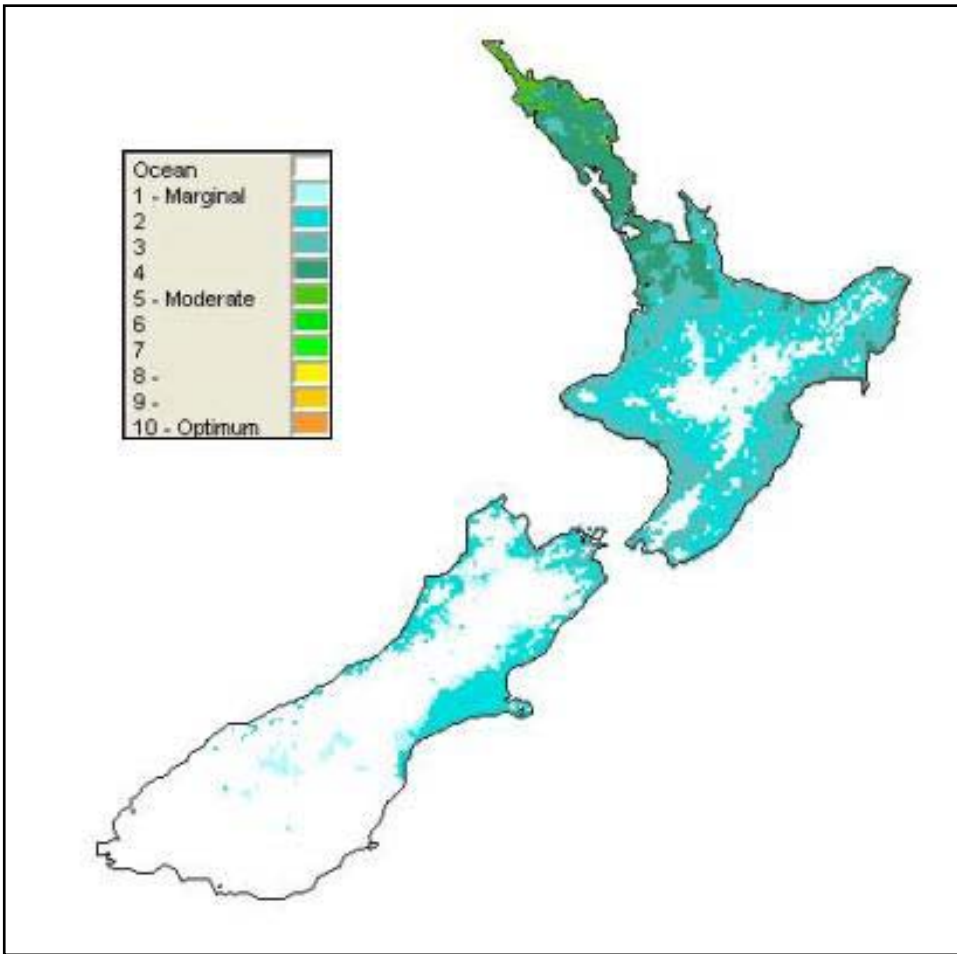 Ocean
1 - Marginal
2
3
4
5 - Moderate
6
7
8 -
9 -
10 - Optimum